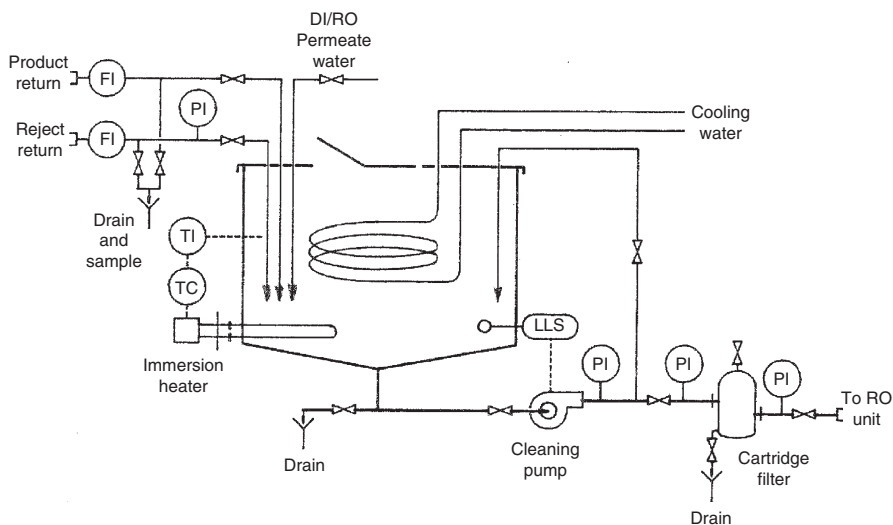 DI/RO
Permeate
water
Product
return
FI
PI
Reject
return
FI
Cooling
water
Drain
and
sample
TI
TC
Immersion
heater
LLS
PI
PI
PI
To RO
unit
Drain
Cleaning
pump
Cartridge
filter
Drain